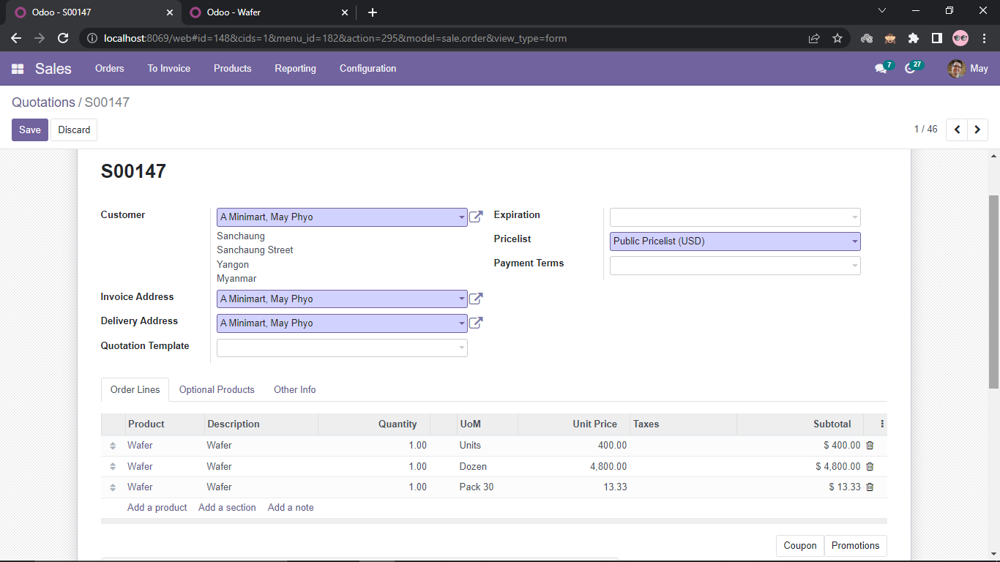 Odoo - S00147
Odoo - Wafer
localhost:8069/web#id=148&cids=1&menu_id=182&action=295&model=sale.order&view_type=form
Sales Orders To Invoice Products Reporting Configuration 7 27 May
Quotations / S00147
Save Discard 1 / 46
S00147
Customer A Minimart, May Phyo
Sanchaung
Sanchaung Street
Yangon
Myanmar
Invoice Address A Minimart, May Phyo
Delivery Address A Minimart, May Phyo
Quotation Template
Expiration
Pricelist Public Pricelist (USD)
Payment Terms
Order Lines Optional Products Other Info
Product Description Quantity UoM Unit Price Taxes Subtotal
Wafer Wafer 1.00 Units 400.00 $ 400.00
Wafer Wafer 1.00 Dozen 4,800.00 $ 4,800.00
Wafer Wafer 1.00 Pack 30 13.33 $ 13.33
Add a product Add a section Add a note
Coupon Promotions